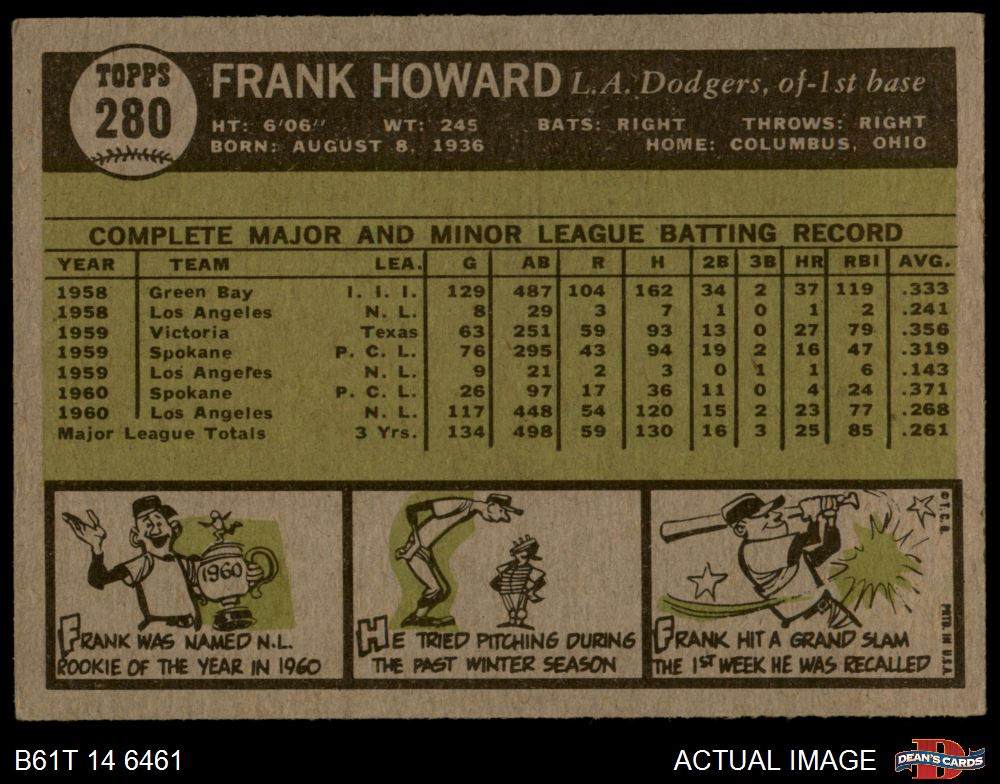 TOPPS
280
FRANK HOWARD L.A. Dodgers, of-1st base
HT: 6'06" WT: 245 BATS: RIGHT THROWS: RIGHT
BORN: AUGUST 8, 1936 HOME: COLUMBUS, OHIO
COMPLETE MAJOR AND MINOR LEAGUE BATTING RECORD
YEAR TEAM LEA. G AB R H 2B 3B HR RBI AVG.
1958 Green Bay I. I. I. 129 487 104 162 34 2 37 119 .333
1958 Los Angeles N. L. 8 29 3 7 1 0 1 2 .241
1959 Victoria Texas 63 251 59 93 13 0 27 79 .356
1959 Spokane P. C. L. 76 295 43 94 19 2 16 47 .319
1959 Los Angeles N. L. 9 21 2 3 0 1 1 6 .143
1960 Spokane P. C. L. 26 97 17 36 11 0 4 24 .371
1960 Los Angeles N. L. 117 448 54 120 15 2 23 77 .268
Major League Totals 3 Yrs. 134 498 59 130 16 3 25 85 .261
1960
FRANK WAS NAMED N.L.
ROOKIE OF THE YEAR IN 1960
HE TRIED PITCHING DURING
THE PAST WINTER SEASON
FRANK HIT A GRAND SLAM
THE 1ST WEEK HE WAS RECALLED
© T.C.G.
PRTD. IN U.S.A.
B61T 14 6461
ACTUAL IMAGE
DEAN'S CARDS